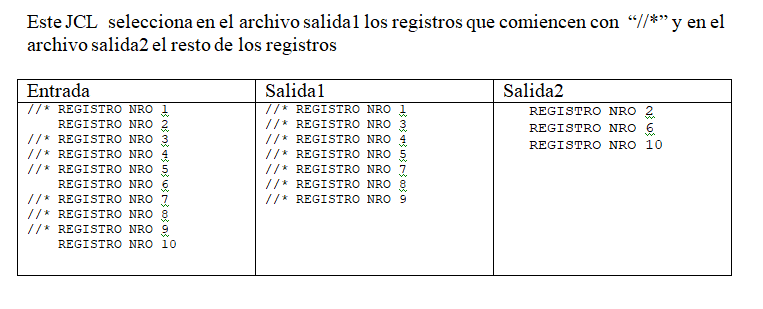 Este JCL  selecciona en el archivo salida1 los registros que comiencen con  “//*” y en el
archivo salida2 el resto de los registros
Entrada
//* REGISTRO NRO 1
    REGISTRO NRO 2
//* REGISTRO NRO 3
//* REGISTRO NRO 4
//* REGISTRO NRO 5
    REGISTRO NRO 6
//* REGISTRO NRO 7
//* REGISTRO NRO 8
//* REGISTRO NRO 9
    REGISTRO NRO 10
Salida1
//* REGISTRO NRO 1
//* REGISTRO NRO 3
//* REGISTRO NRO 4
//* REGISTRO NRO 5
//* REGISTRO NRO 7
//* REGISTRO NRO 8
//* REGISTRO NRO 9
Salida2
REGISTRO NRO 2
REGISTRO NRO 6
REGISTRO NRO 10